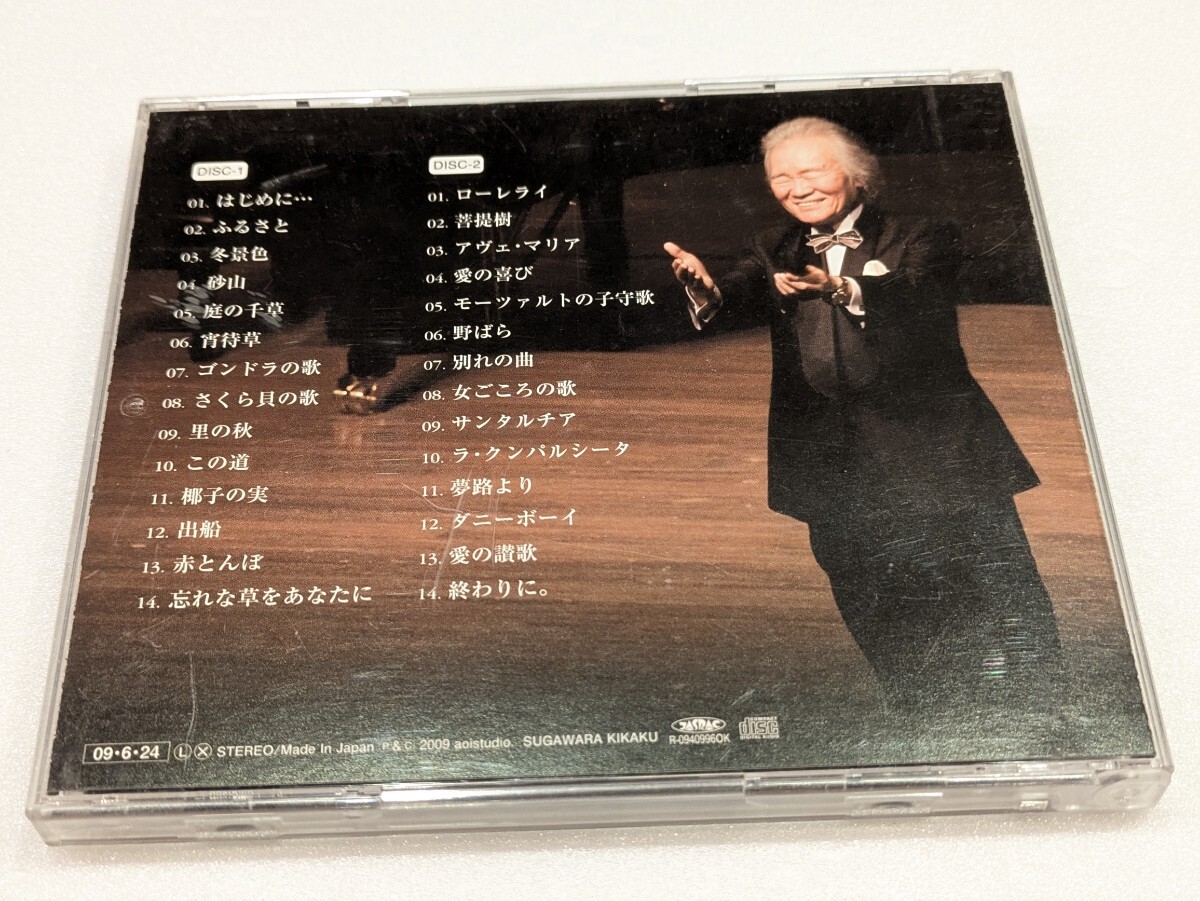 DISC-1
01. はじめに…
02. ふるさと
03. 冬景色
04. 砂山
05. 庭の千草
06. 宵待草
07. ゴンドラの歌
08. さくら貝の歌
09. 里の秋
10. この道
11. 椰子の実
12. 出船
13. 赤とんぼ
14. 忘れな草をあなたに
DISC-2
01. ローレライ
02. 菩提樹
03. アヴェ・マリア
04. 愛の喜び
05. モーツァルトの子守歌
06. 野ばら
07. 別れの曲
08. 女ごころの歌
09. サンタルチア
10. ラ・クンパルシータ
11. 夢路より
12. ダニーボーイ
13. 愛の讃歌
14. 終わりに。
09・6・24 Ⓛ Ⓧ STEREO/Made In Japan P & C 2009 aoistudio. SUGAWARA KIKAKU
JASRAC
R-0940996OK
COMPACT
disc
DIGITAL AUDIO